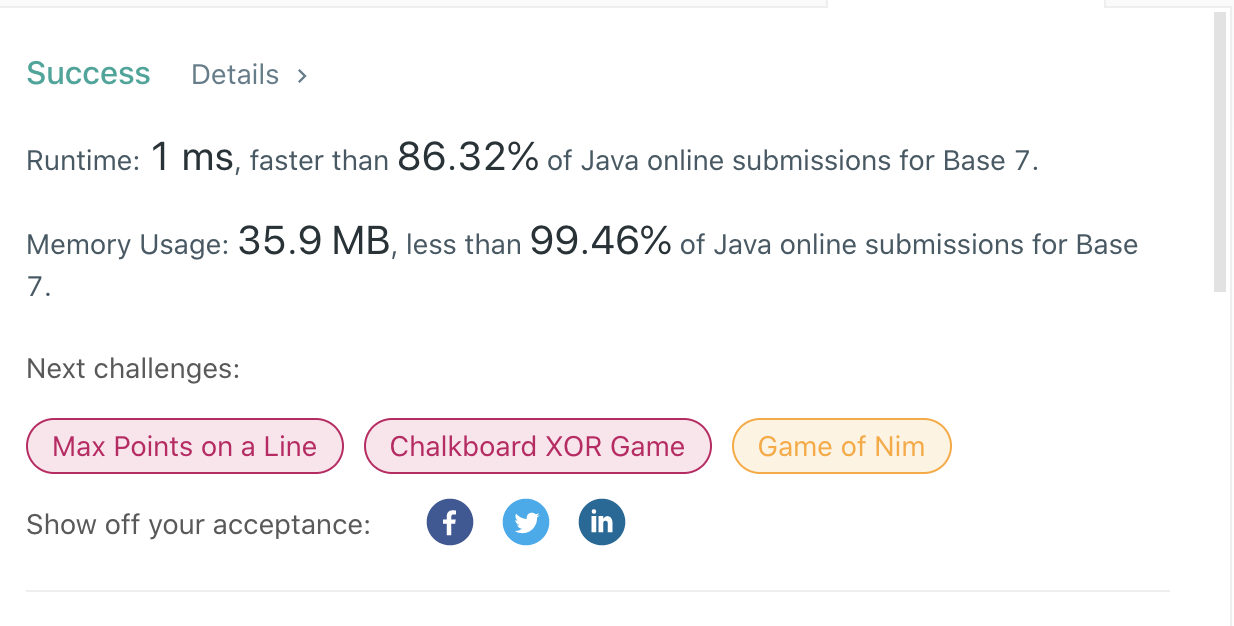 Success Details >
Runtime: 1 ms, faster than 86.32% of Java online submissions for Base 7.
Memory Usage: 35.9 MB, less than 99.46% of Java online submissions for Base
7.
Next challenges:
Max Points on a Line Chalkboard XOR Game Game of Nim
Show off your acceptance: f in